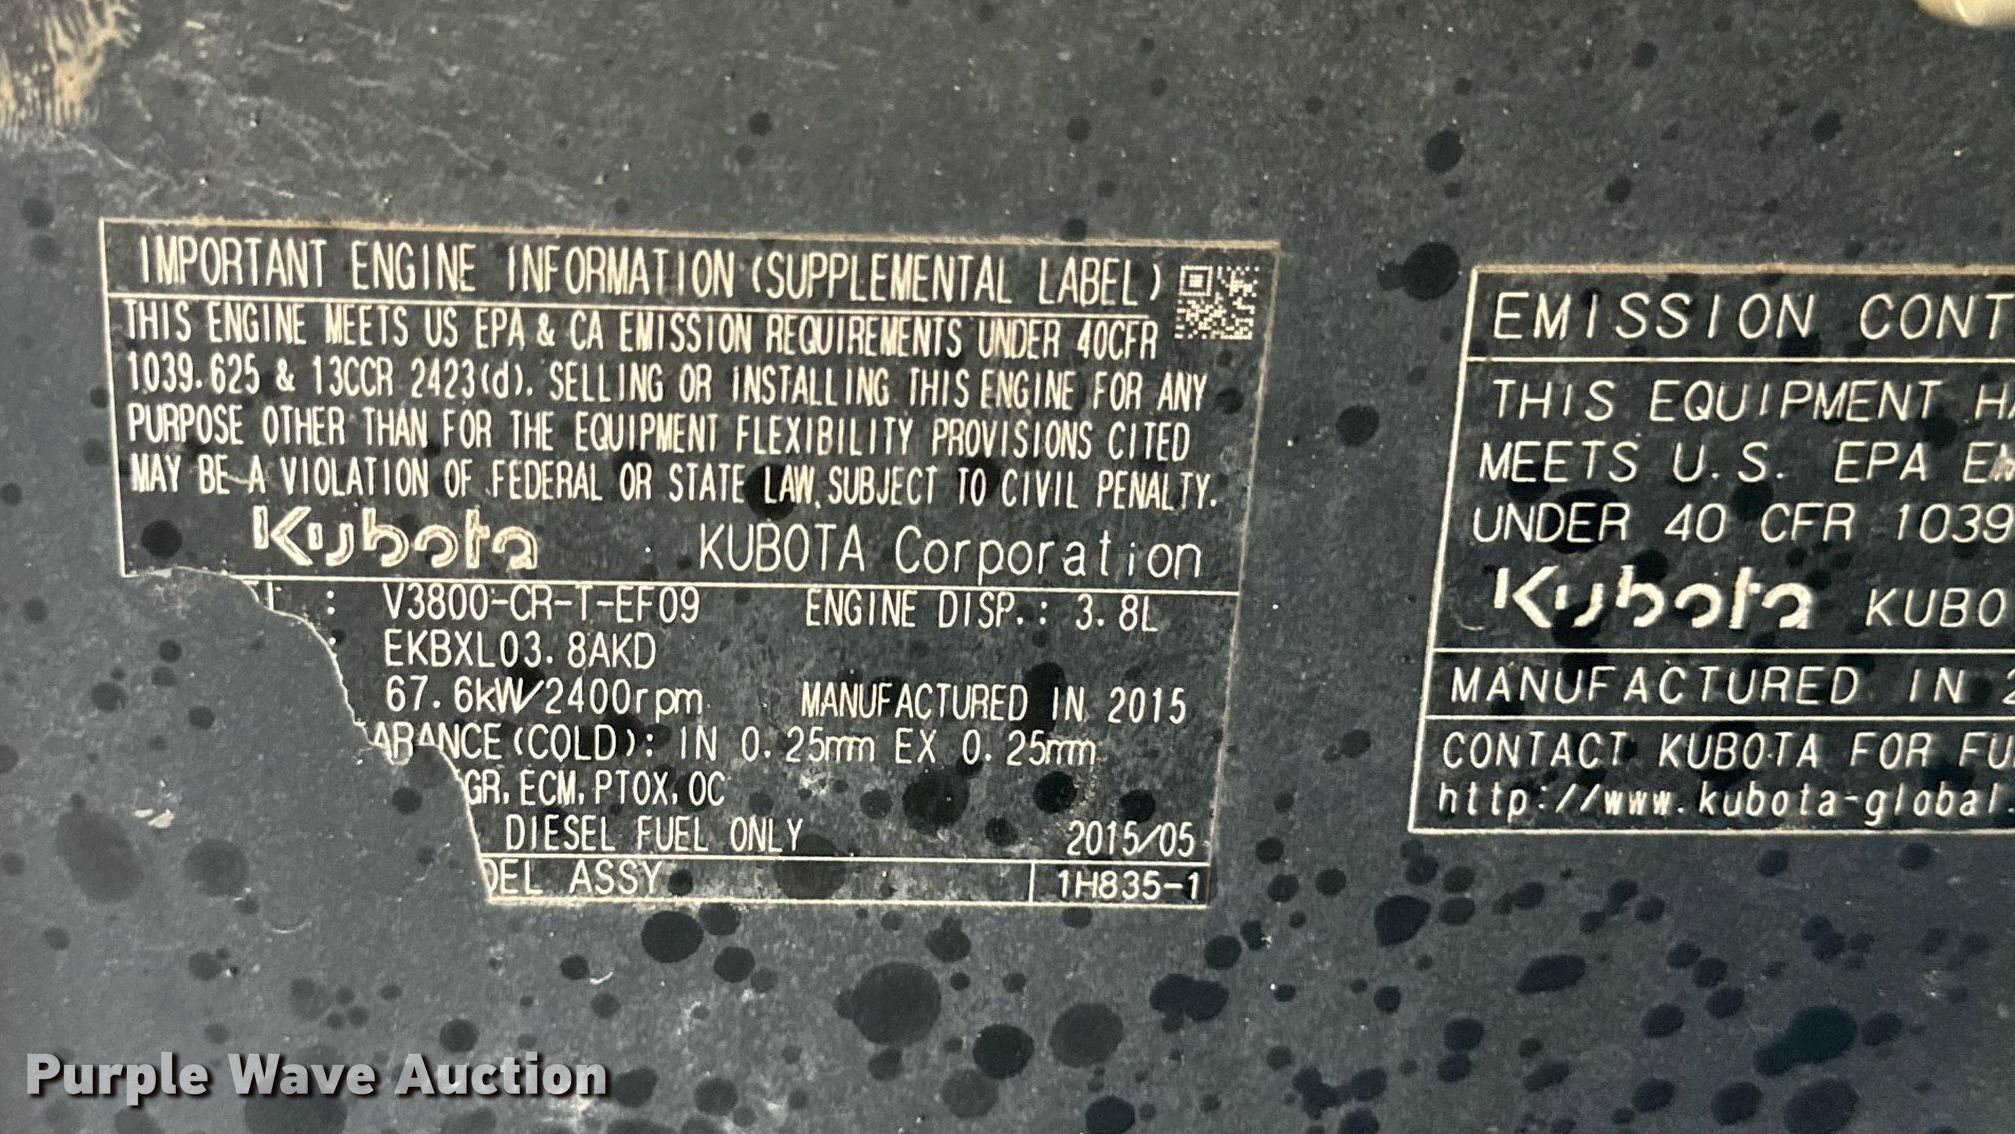 IMPORTANT ENGINE INFORMATION (SUPPLEMENTAL LABEL)
THIS ENGINE MEETS US EPA & CA EMISSION REQUIREMENTS UNDER 40CFR
1039.625 & 13CCR 2423(d). SELLING OR INSTALLING THIS ENGINE FOR ANY
PURPOSE OTHER THAN FOR THE EQUIPMENT FLEXIBILITY PROVISIONS CITED
MAY BE A VIOLATION OF FEDERAL OR STATE LAW, SUBJECT TO CIVIL PENALTY.
Kubota KUBOTA Corporation
: V3800-CR-T-EF09 ENGINE DISP.: 3.8L
: EKBXL03.8AKD
67.6kW/2400rpm MANUFACTURED IN 2015
ARANCE(COLD): IN 0.25mm EX 0.25mm
GR, ECM, PTOX, OC
DIESEL FUEL ONLY 2015/05
DEL ASSY 1H835-1
EMISSION CONT
THIS EQUIPMENT HA
MEETS U.S. EPA EM
UNDER 40 CFR 1039
Kubota KUBO
MANUFACTURED IN 2
CONTACT KUBOTA FOR FU
http://www.kubota-global
Purple Wave Auction